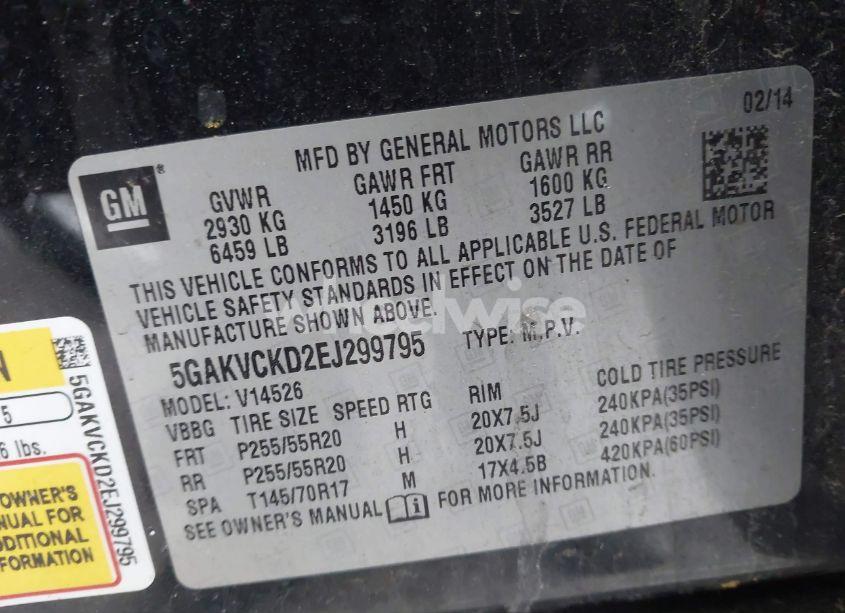 02/14
MFD BY GENERAL MOTORS LLC
GM®
GVWR GAWR FRT GAWR RR
2930 KG 1450 KG 1600 KG
6459 LB 3196 LB 3527 LB
THIS VEHICLE CONFORMS TO ALL APPLICABLE U.S. FEDERAL MOTOR
VEHICLE SAFETY STANDARDS IN EFFECT ON THE DATE OF
MANUFACTURE SHOWN ABOVE.
wheelwise
5GAKVCKD2EJ299795 TYPE: M.P.V.
MODEL: V14526
VBBG TIRE SIZE SPEED RTG RIM COLD TIRE PRESSURE
FRT P255/55R20 H 20X7.5J 240KPA(35PSI)
RR P255/55R20 H 20X7.5J 240KPA(35PSI)
SPA T145/70R17 M 17X4.5B 420KPA(60PSI)
SEE OWNER'S MANUAL i FOR MORE INFORMATION.
N
5
6 lbs.
OWNER'S
FOR
5GAKVCKD2EJ299795